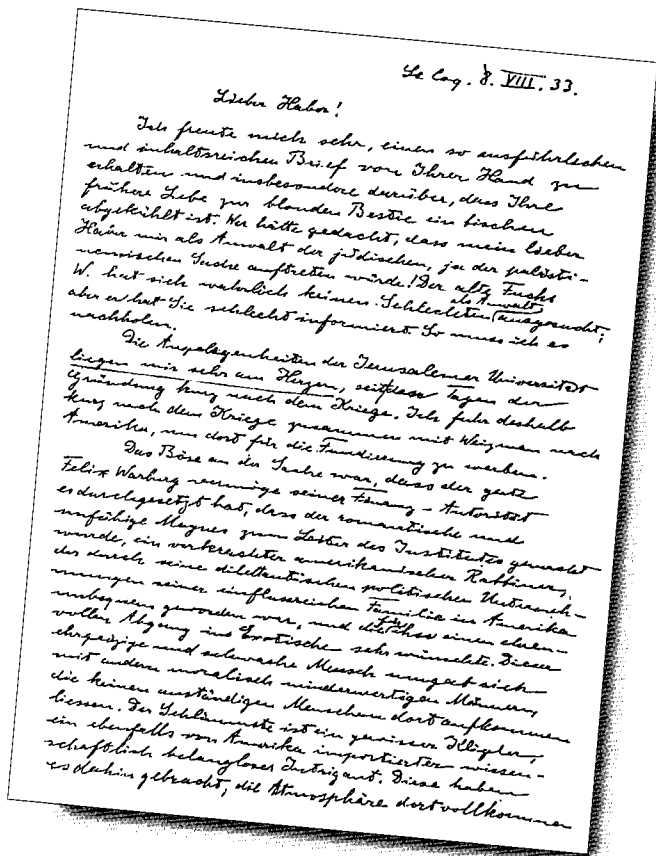 Le Coq. 8. VIII. 33.
Lieber Haber!
Ich freute mich sehr, einen so ausführlichen
und inhaltsreichen Brief von Ihrer Hand zu
erhalten und insbesondere darüber, dass Ihre
frühere Liebe zur blonden Bestie ein bischen
abgekühlt ist. Wer hätte gedacht, dass mein lieber
Haber mir als Anwalt der jüdischen, ja der palästi-
nensischen Sache auftreten würde! Der alte Fuchs
als Anwalt
W. hat sich wahrlich keinen Schlechten ausgesucht;
aber er hat Sie schlecht informiert. So muss ich es
nachholen.
Die Angelegenheiten der Jerusalemer Universität
liegen mir sehr am Herzen, seit den Tagen der
Gründung kurz nach dem Kriege. Ich fuhr deshalb
kurz nach dem Kriege zusammen mit Weizman nach
Amerika, um dort für die Fundierung zu werben.
Das Böse an der Sache war, dass der gute
Felix Warburg vermöge seiner Finanz-Autorität
es durchgesetzt hat, dass der romantische und
unfähige Magnes zum Leiter des Institutes gemacht
wurde, ein verkrachter amerikanischer Rabbiner,
der durch seine dilettantischen politischen Unterneh-
mungen seiner einflussreichen Familie in Amerika
unbequem geworden war, und die ihm einen ehren-
vollen Abgang ins Exotische sehr wünschte. Dieser
ehrgeizige und schwache Mensch umgab sich
mit andern moralisch minderwertigen Männern,
die keinen anständigen Menschen dort aufkommen
liessen. Der Schlimmste ist ein gewisser Kligler,
ein ebenfalls von Amerika importierter wissen-
schaftlich belangloser Intrigant. Diese haben
es dahin gebracht, die Atmosphäre dort vollkommen